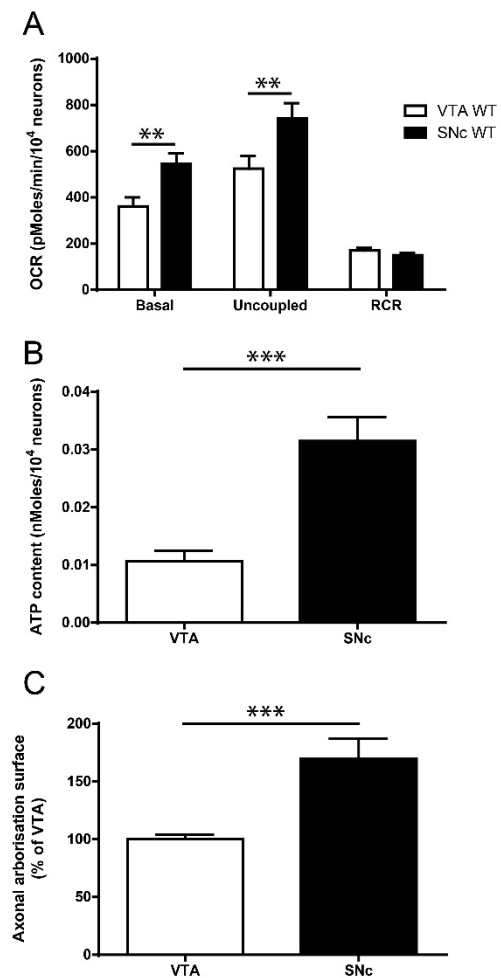 A
OCR (pMoles/min/10⁴ neurons)
1000
800
600
400
200
0
**
**
Basal
Uncoupled
RCR
VTA WT
SNc WT
B
ATP content (nMoles/10⁴ neurons)
0.04
0.03
0.02
0.01
0.00
***
VTA
SNc
C
Axonal arborisation surface
(% of VTA)
200
150
100
50
0
***
VTA
SNc